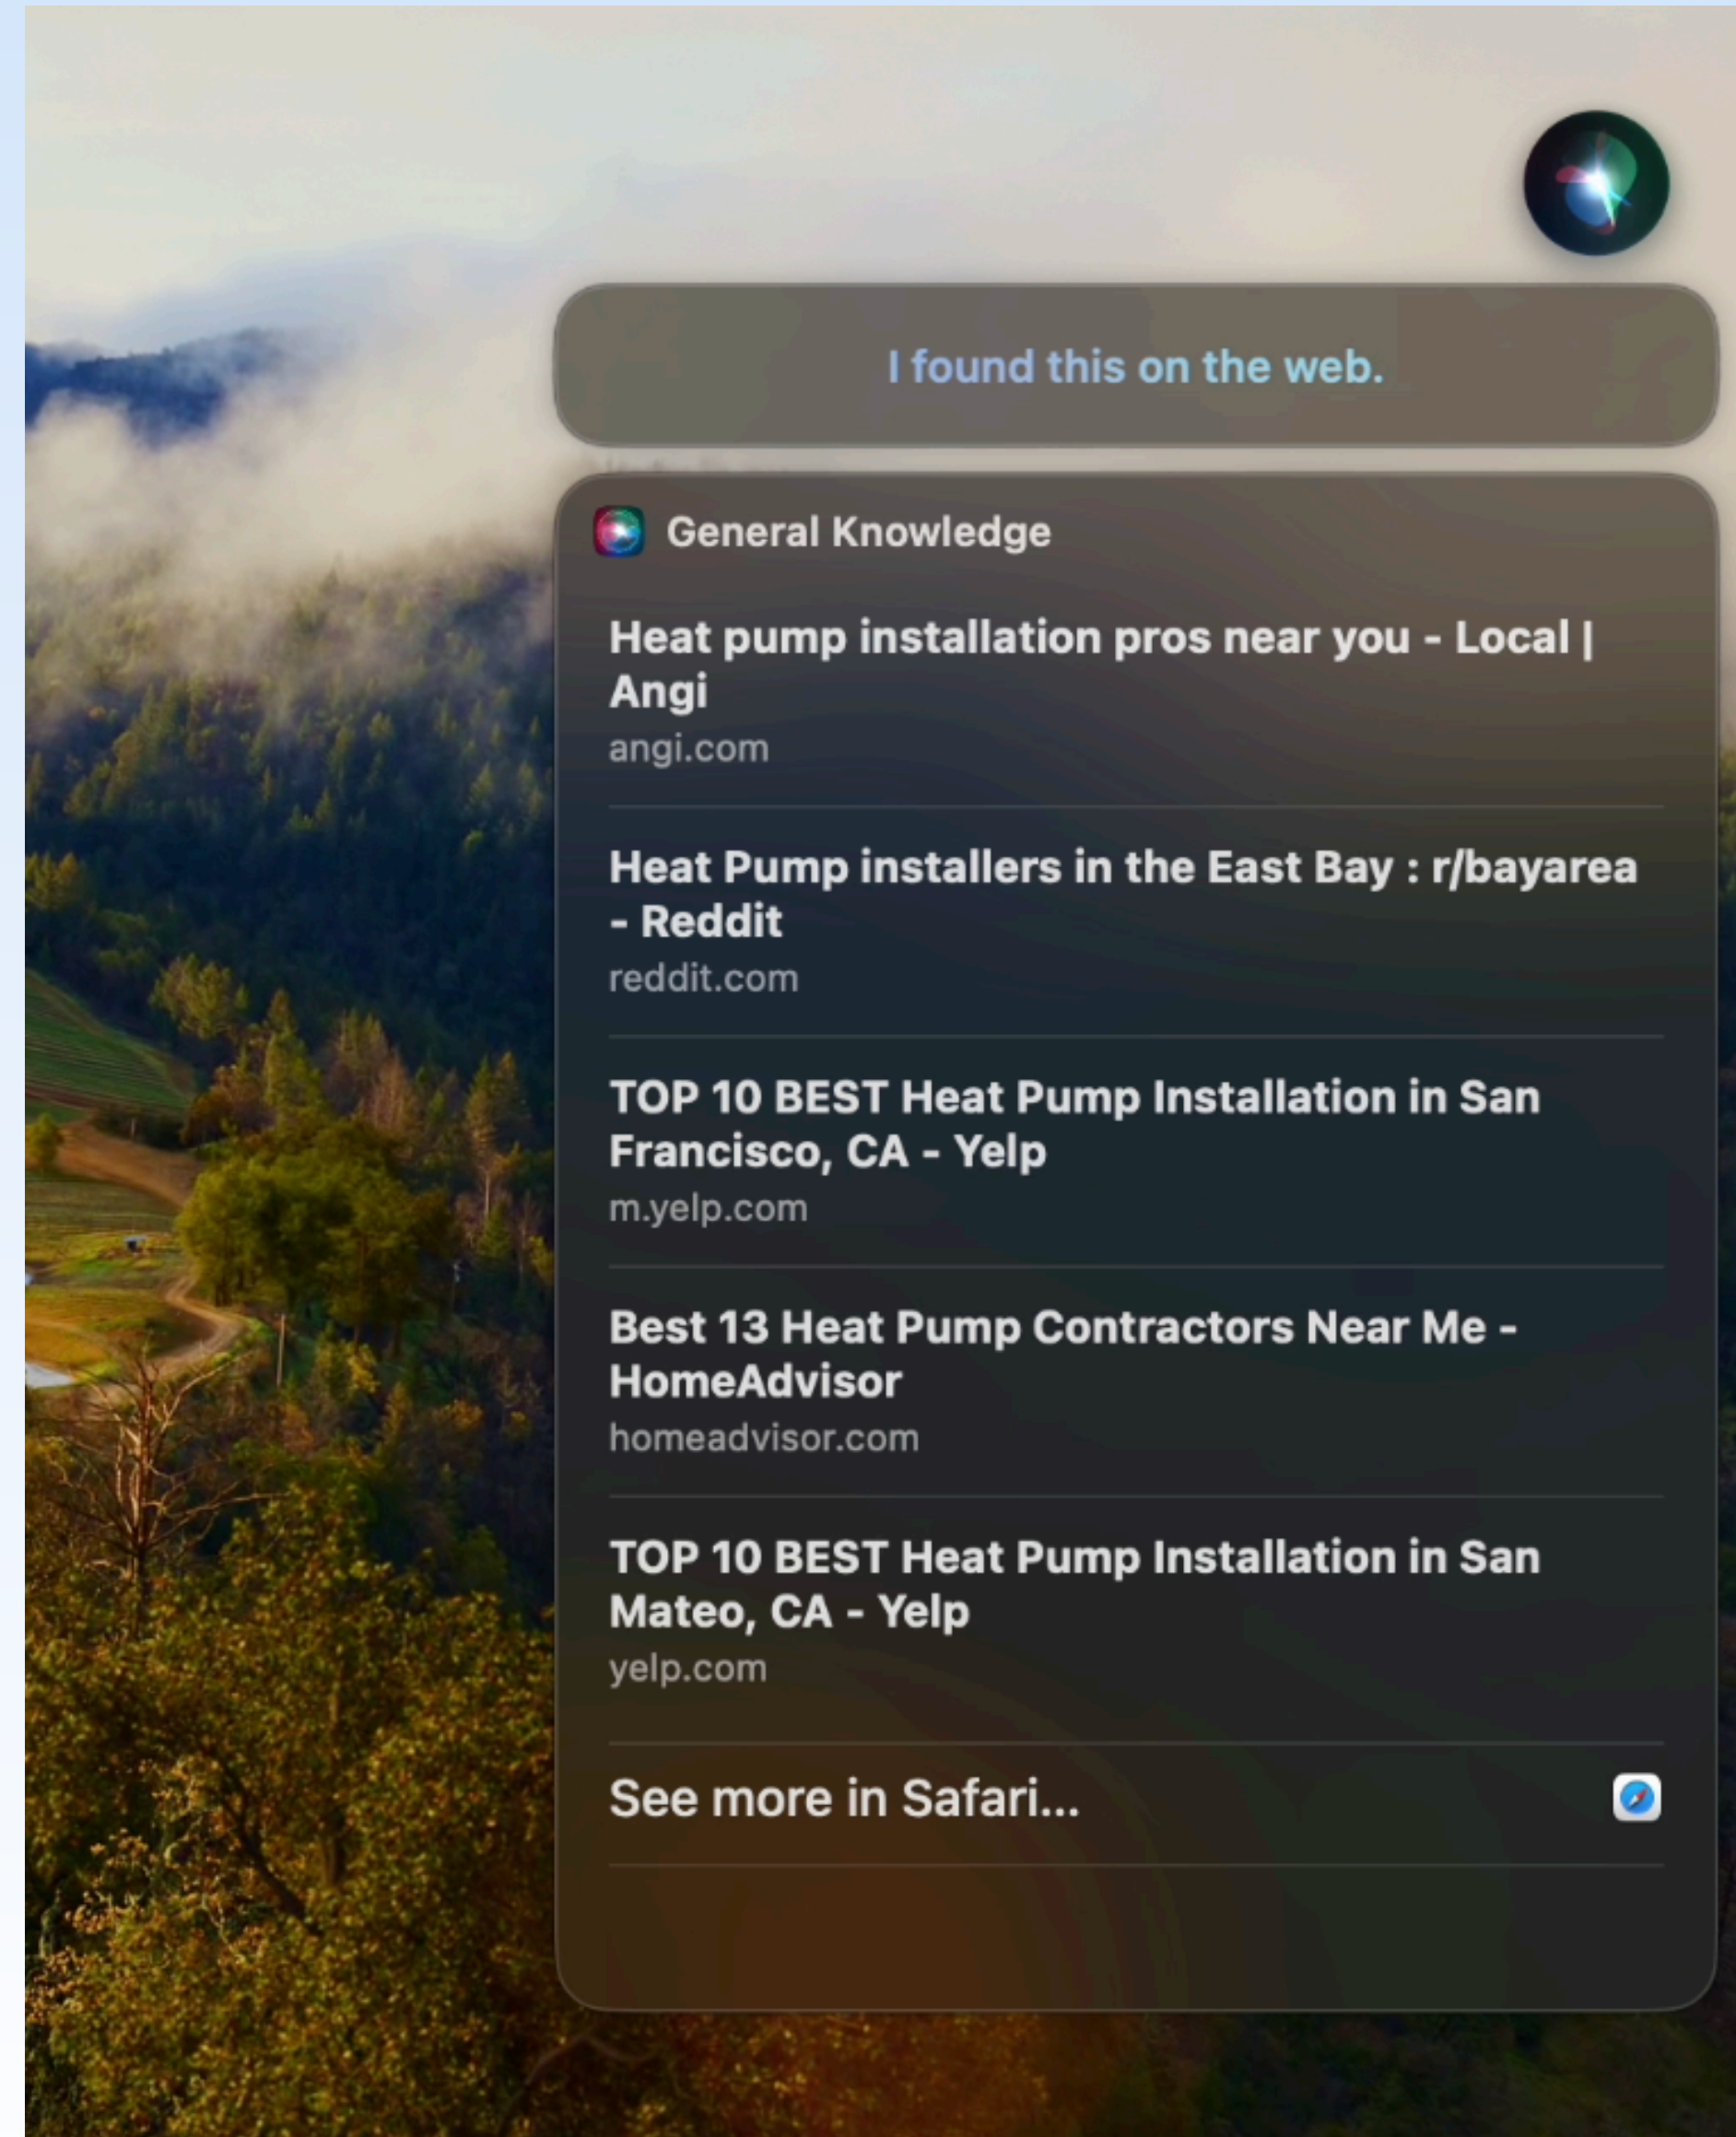 I found this on the web.
General Knowledge
Heat pump installation pros near you - Local |
Angi
angi.com
Heat Pump installers in the East Bay : r/bayarea
- Reddit
reddit.com
TOP 10 BEST Heat Pump Installation in San
Francisco, CA - Yelp
m.yelp.com
Best 13 Heat Pump Contractors Near Me -
HomeAdvisor
homeadvisor.com
TOP 10 BEST Heat Pump Installation in San
Mateo, CA - Yelp
yelp.com
See more in Safari...